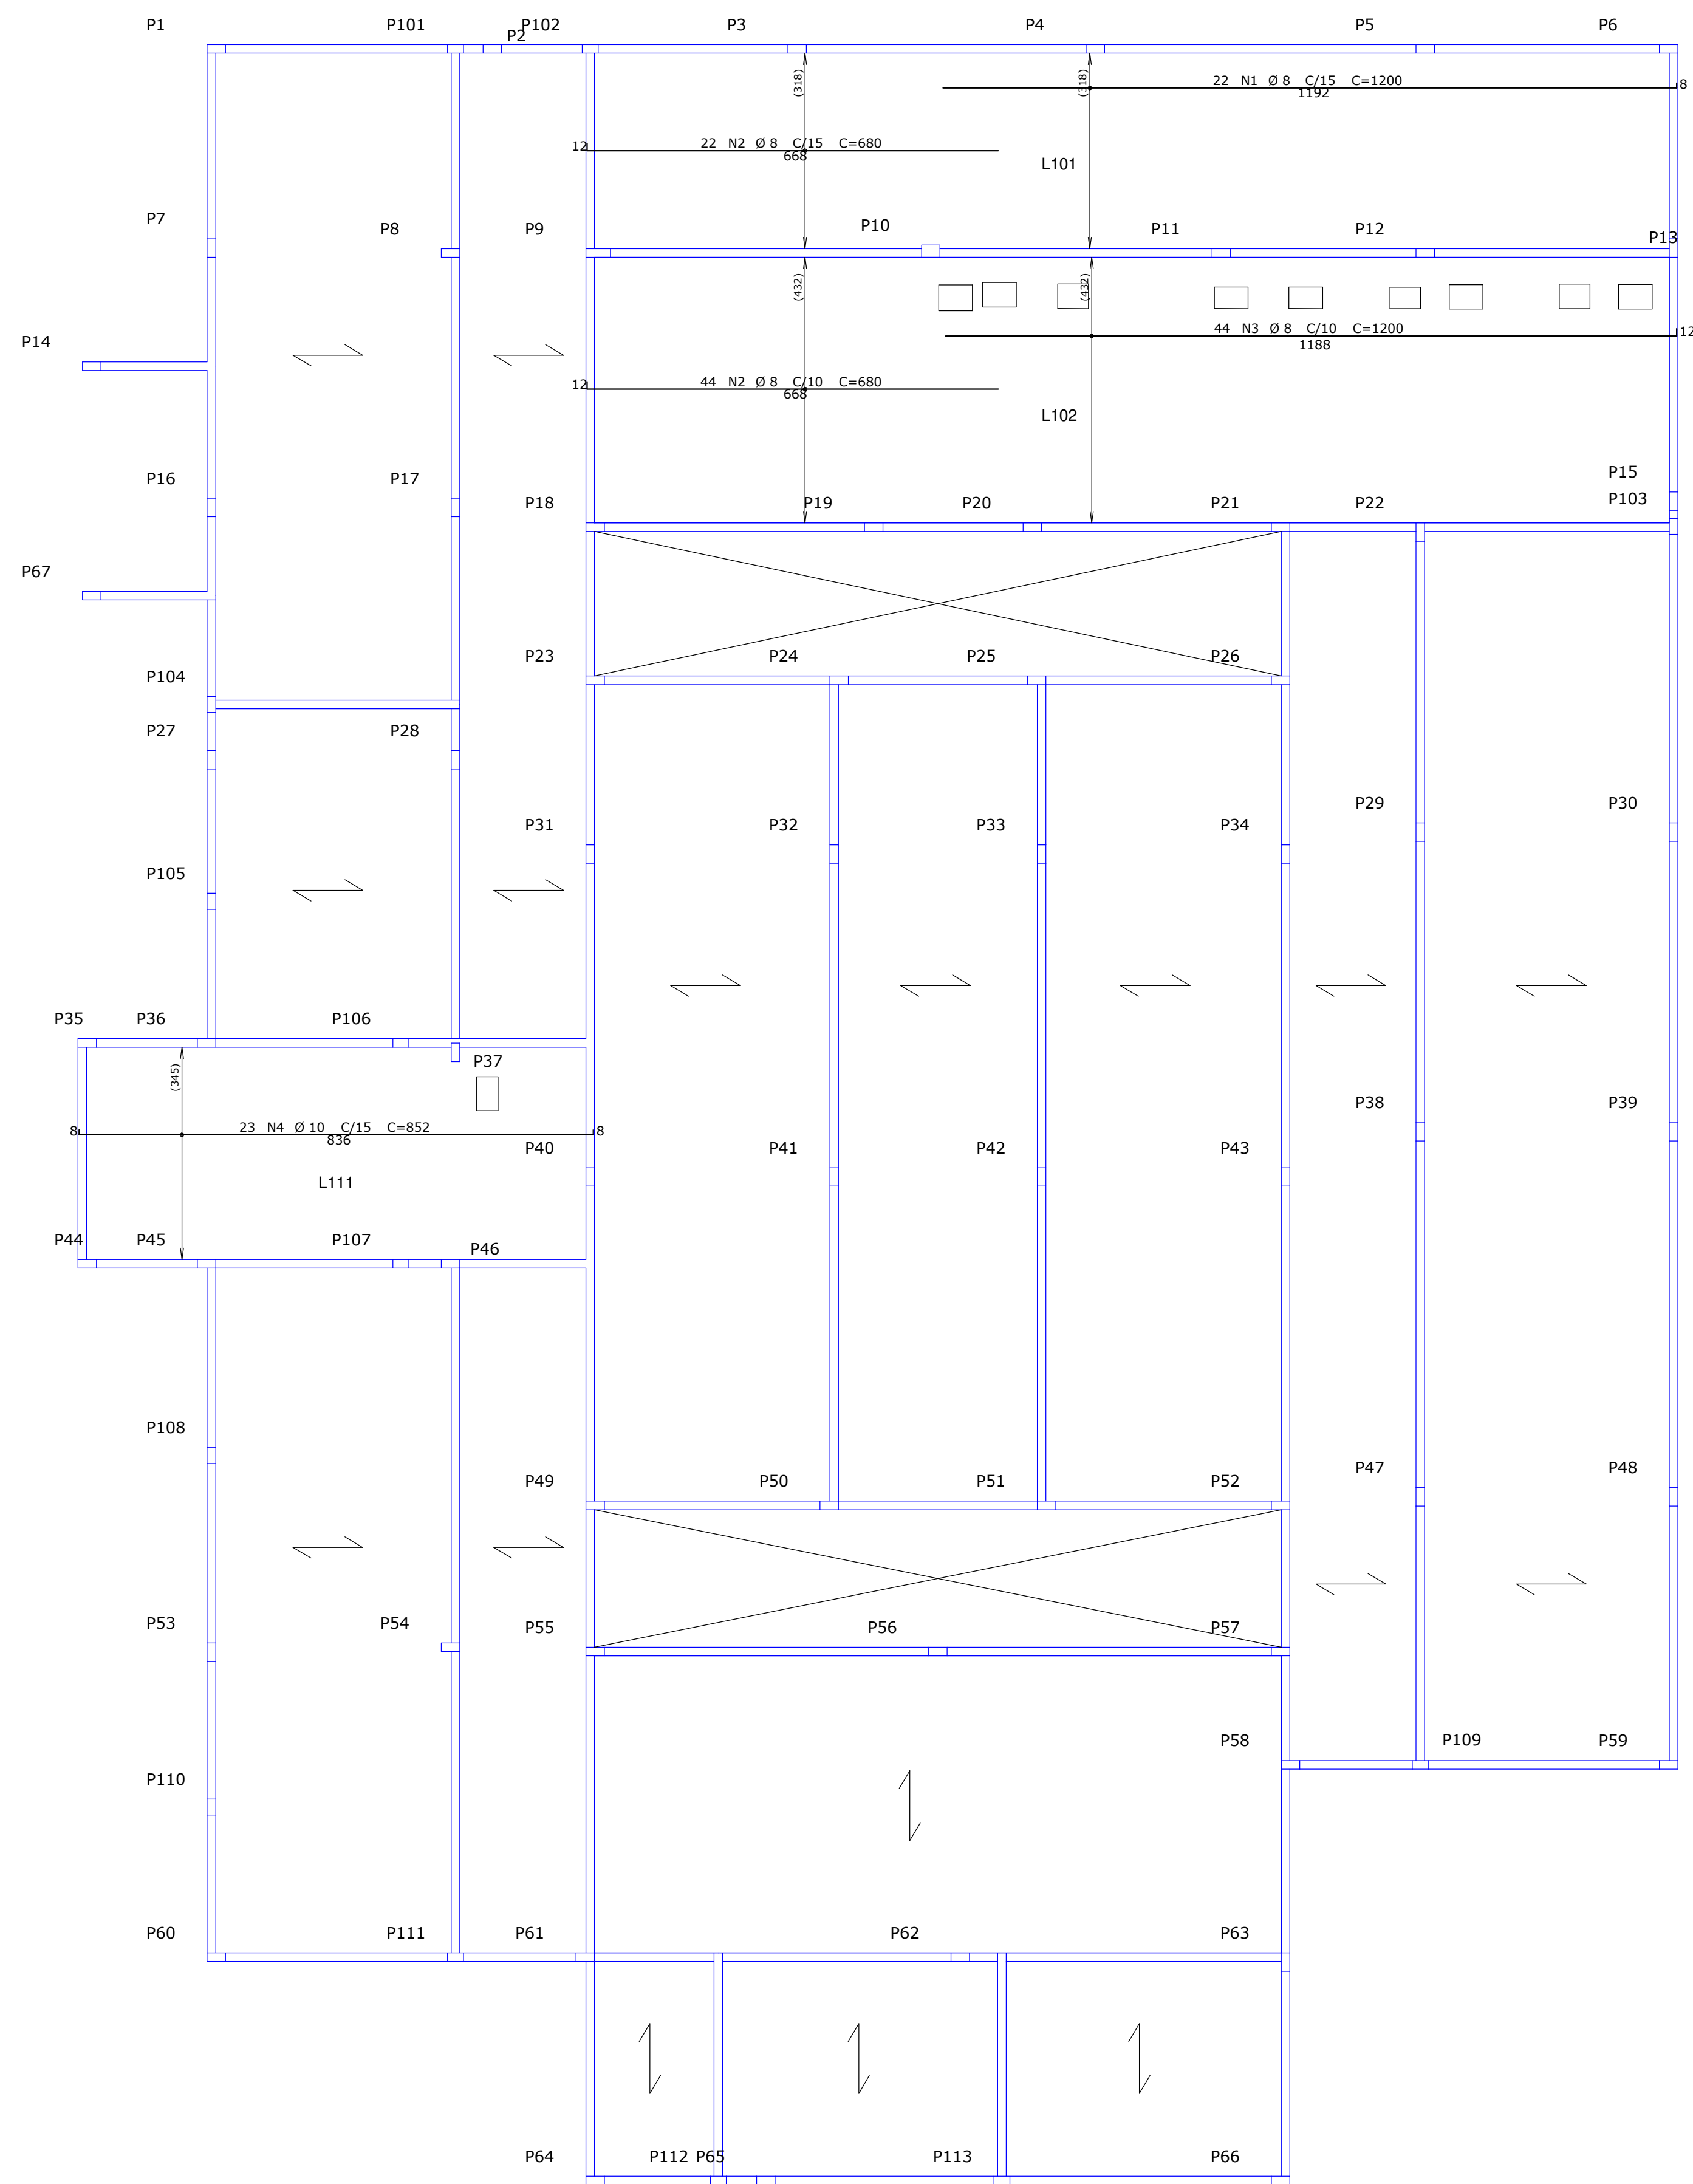 P1 P101 P102 P3 P4 P5 P6
P2
(318) (318)
22 N1 Ø 8 C/15 C=1200
1192 8
12 22 N2 Ø 8 C/15 C=680
668
L101
P7 P8 P9 P10 P11 P12 P13
(432) (432)
44 N3 Ø 8 C/10 C=1200
1188 12
P14
12 44 N2 Ø 8 C/10 C=680
668
L102
P16 P17 P15
P18 P19 P20 P21 P22 P103
P67
P23 P24 P25 P26
P104
P27 P28
P31 P32 P33 P34 P29 P30
P105
P35 P36 P106
P37
(345)
8 23 N4 Ø 10 C/15 C=852 8
836
P38 P39
P40 P41 P42 P43
L111
P44 P45 P107 P46
P108
P49 P50 P51 P52 P47 P48
P53 P54 P55 P56 P57
P58 P109 P59
P110
P60 P111 P61 P62 P63
P64 P112 P65 P113 P66